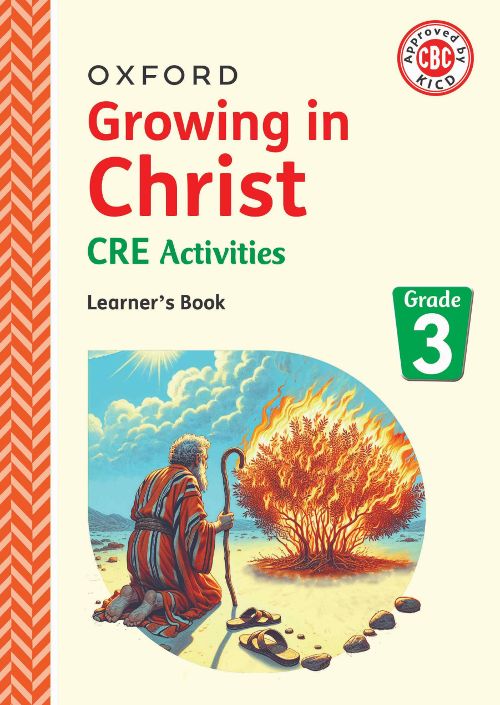 OXFORD
Growing in
Christ
CRE Activities
Learner's Book
Approved by
CBC
KICD
Grade
3